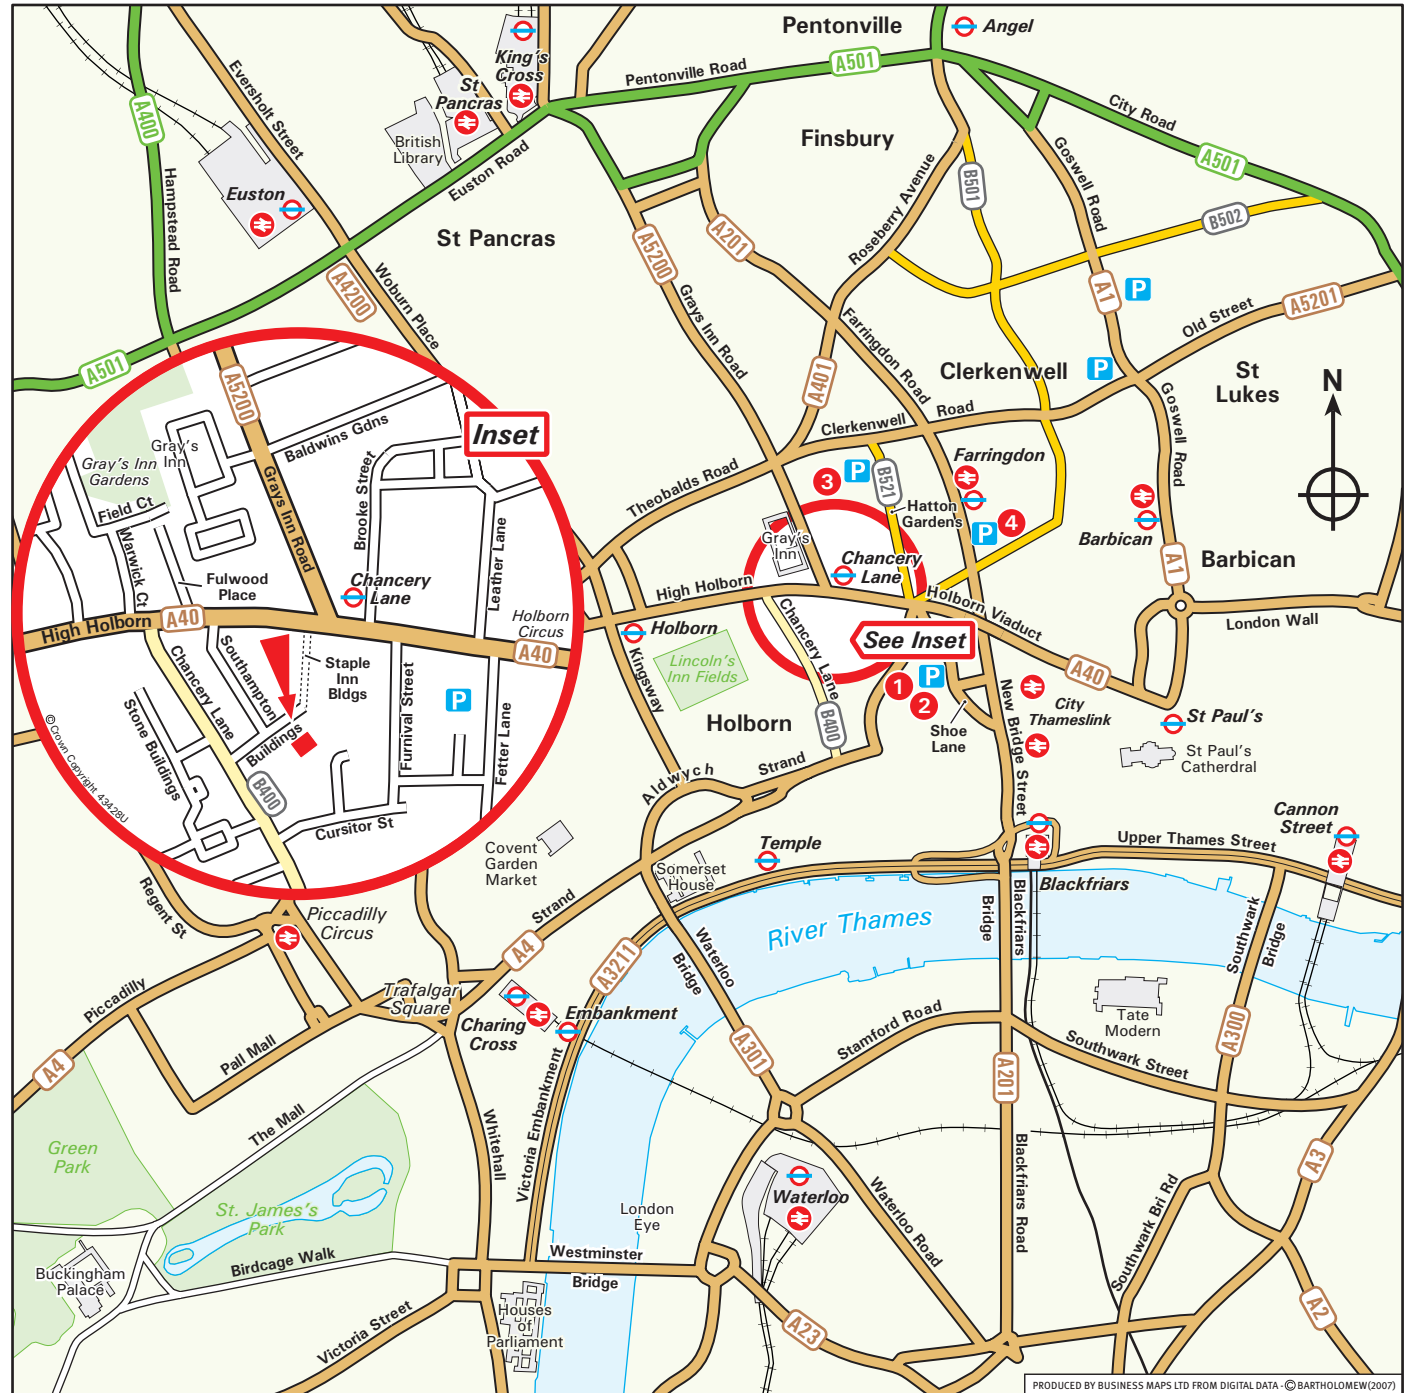 Pentonville
Angel
King's
Cross
St
Pancras
British
Library
Pentonville Road
A501
City Road
A501
Eversholt Street
A400
Hampstead Road
Euston
Euston Road
St Pancras
Finsbury
Goswell Road
B501
B502
Roseberry Avenue
A201
A5200
A4200
Woburn Place
Grays Inn Road
Farringdon Road
A1
P
Old Street
A5201
A501
A401
Clerkenwell
P
St
Lukes
N
Clerkenwell
Road
Goswell Road
Theobalds Road
Farringdon
3
P
B521
Hatton
Gardens
P
4
Barbican
Barbican
A1
Gray's
Inn
Chancery
Lane
High Holborn
Holborn Viaduct
London Wall
Holborn
See Inset
Chancery Lane
Kingsway
Lincoln's
Inn Fields
A40
1
P
2
Holborn
B400
Shoe
Lane
New Bridge Street
City
Thameslink
St Paul's
St Paul's
Catherdral
Inset
A5200
Gray's
Inn
Gray's Inn
Gardens
Baldwins Gdns
Field Ct
Warwick Ct
Grays Inn Road
Brooke Street
Leather Lane
Fulwood
Place
Chancery
Lane
Holborn
Circus
High Holborn
A40
A40
Chancery Lane
Southampton
Buildings
Staple
Inn
Bldgs
Furnival Street
P
Fetter Lane
Stone Buildings
B400
Cursitor St
©Crown Copyright 43428U
Aldwych
Strand
Cannon
Street
Upper Thames Street
Temple
Covent
Garden
Market
Somerset
House
Blackfriars
Regent St
Piccadilly
Circus
Strand
A4
A3211
River Thames
Waterloo
Bridge
Blackfriars
Bridge
Southwark
Bridge
Piccadilly
Trafalgar
Square
Charing
Cross
Embankment
Tate
Modern
A4
Pall Mall
A301
Stamford Road
Southwark Street
A300
A201
The Mall
Whitehall
Victoria Embankment
Green
Park
St. James's
Park
London
Eye
Waterloo
Waterloo Road
Blackfriars Road
Southwark Bri Rd
A3
Birdcage Walk
Westminster
Bridge
Buckingham
Palace
Houses
of
Parliament
Victoria Street
A23
A2
PRODUCED BY BUSINESS MAPS LTD FROM DIGITAL DATA - © BARTHOLOMEW(2007)